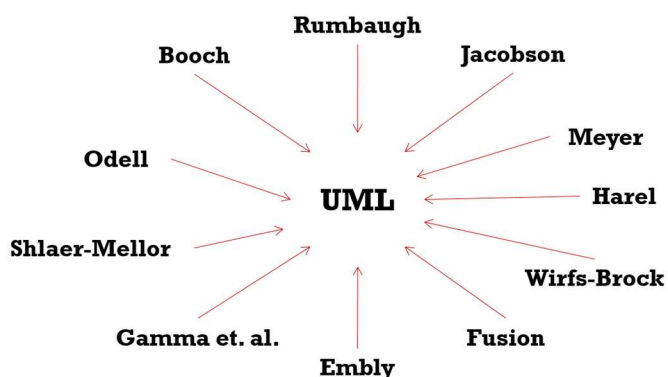 Rumbaugh
Booch
Jacobson
Meyer
Odell
UML
Harel
Shlaer-Mellor
Wirfs-Brock
Gamma et. al.
Fusion
Embly